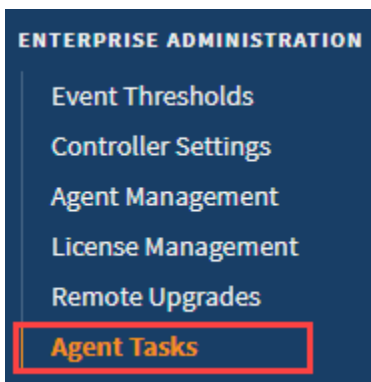 ENTERPRISE ADMINISTRATION
Event Thresholds
Controller Settings
Agent Management
License Management
Remote Upgrades
Agent Tasks